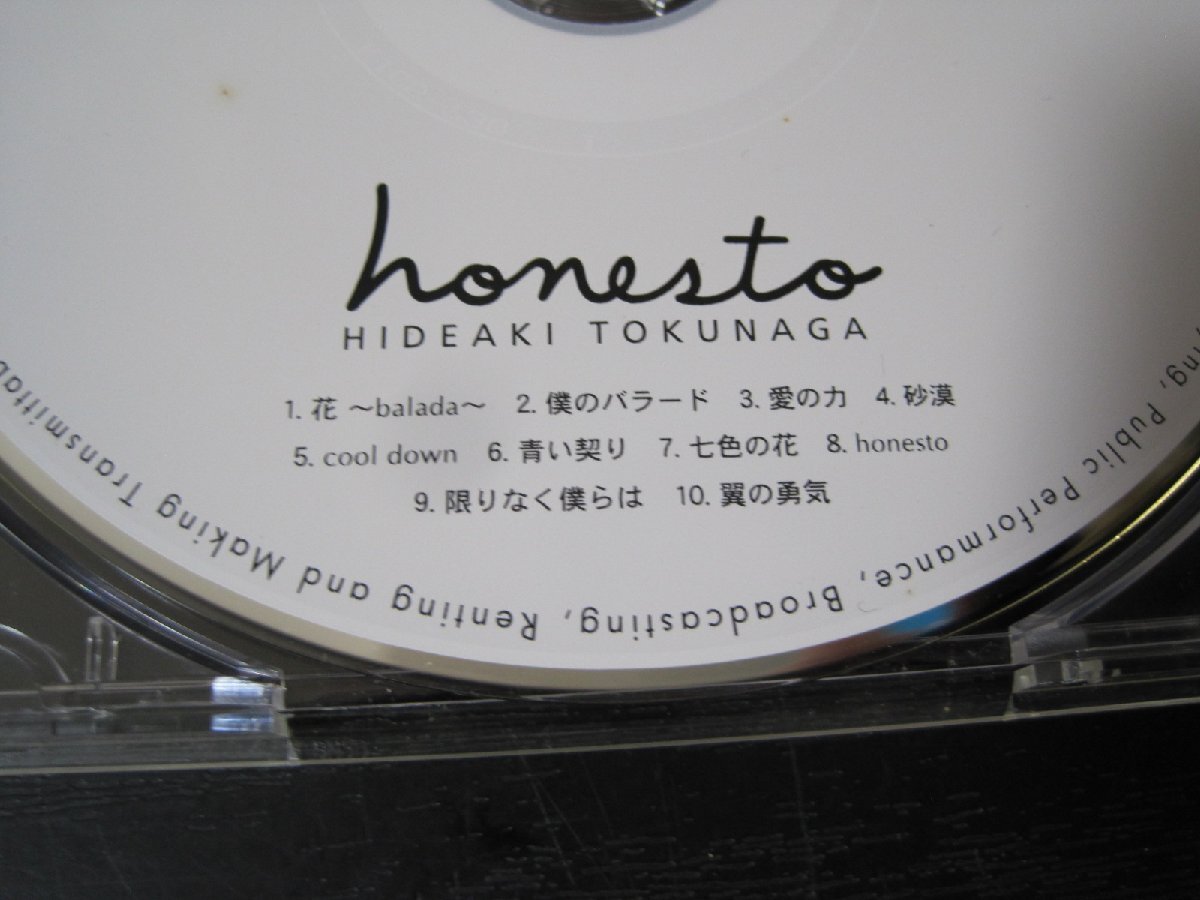 honesto
HIDEAKI TOKUNAGA
1. 花 ～balada～ 2. 僕のバラード 3. 愛の力 4. 砂漠
5. cool down 6. 青い契り 7. 七色の花 8. honesto
9. 限りなく僕らは 10. 翼の勇気
Public Performance, Broadcasting, Renting and Making